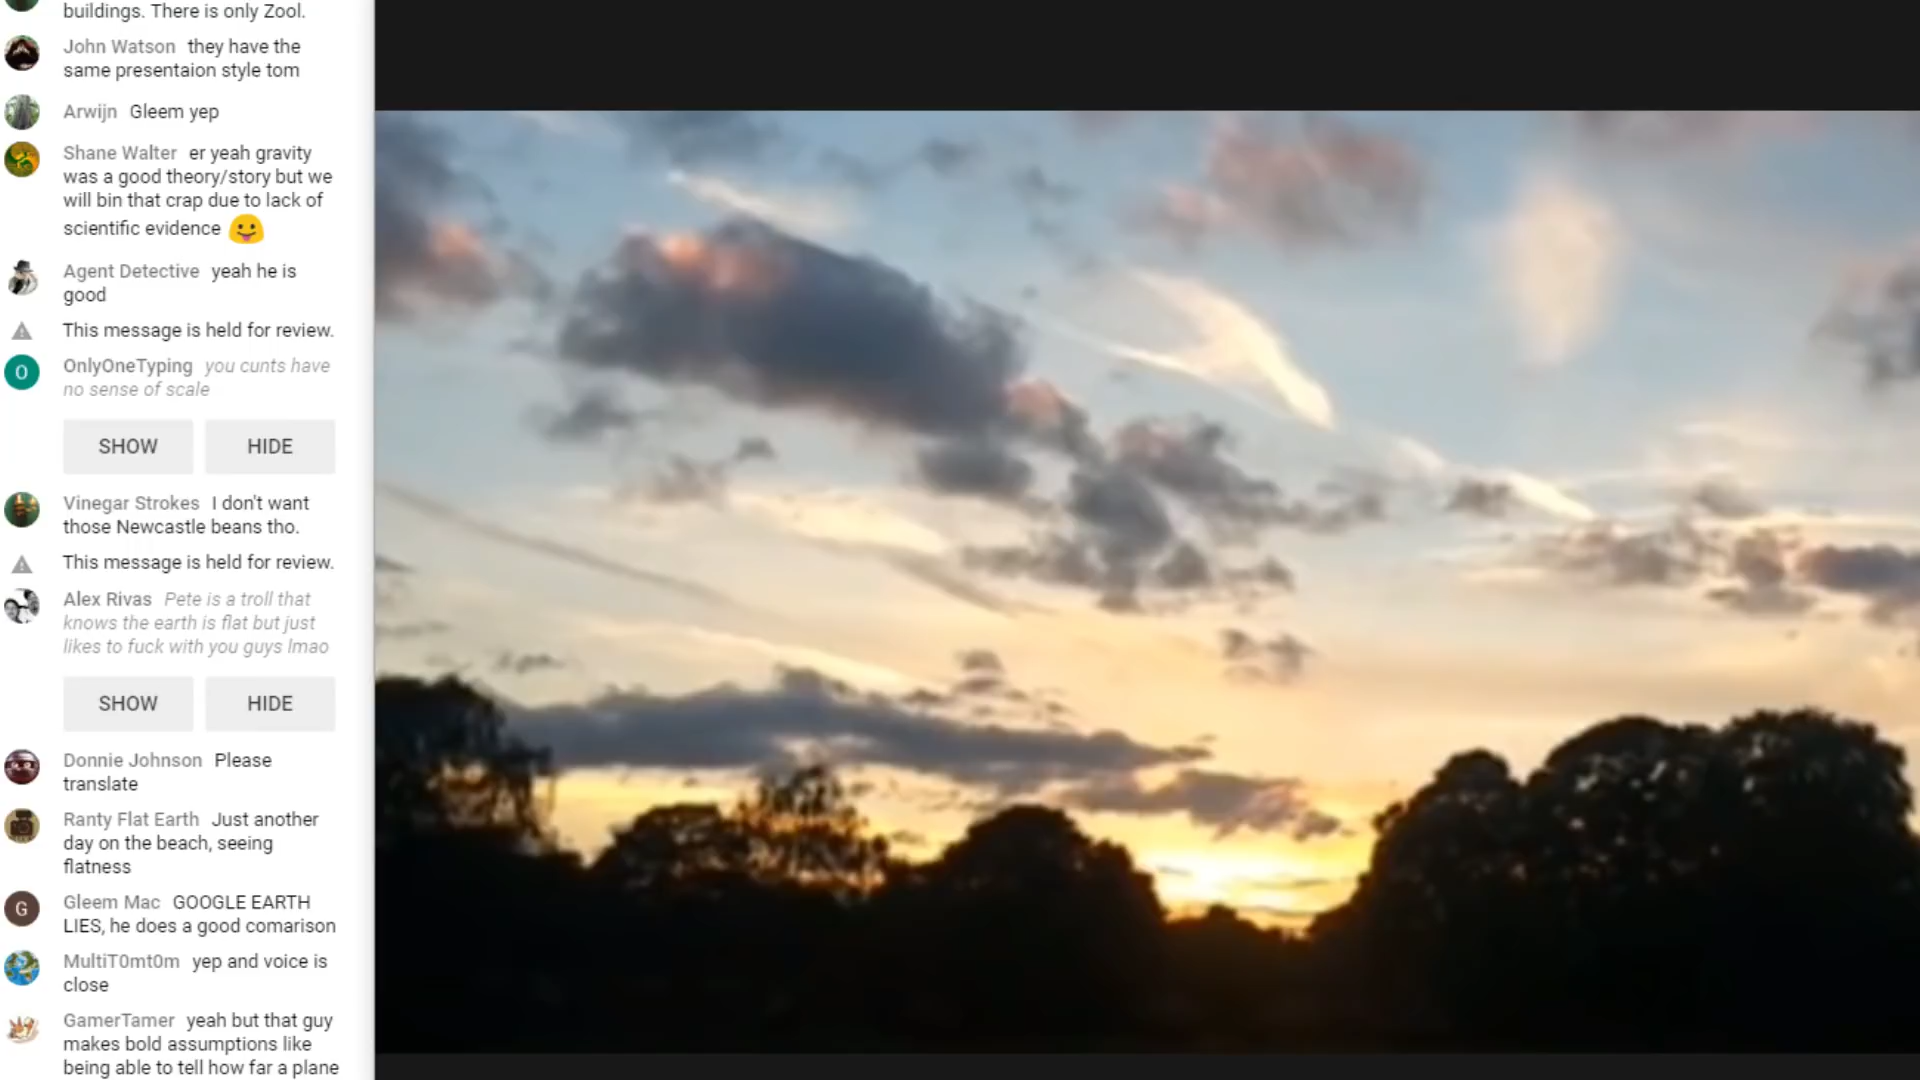 buildings. There is only Zool.
John Watson they have the
same presentaion style tom
Arwijn Gleem yep
Shane Walter er yeah gravity
was a good theory/story but we
will bin that crap due to lack of
scientific evidence
Agent Detective yeah he is
good
This message is held for review.
O OnlyOneTyping you cunts have
no sense of scale
SHOW HIDE
Vinegar Strokes I don't want
those Newcastle beans tho.
This message is held for review.
Alex Rivas Pete is a troll that
knows the earth is flat but just
likes to fuck with you guys lmao
SHOW HIDE
Donnie Johnson Please
translate
Ranty Flat Earth Just another
day on the beach, seeing
flatness
G Gleem Mac GOOGLE EARTH
LIES, he does a good comarison
MultiT0mt0m yep and voice is
close
GamerTamer yeah but that guy
makes bold assumptions like
being able to tell how far a plane